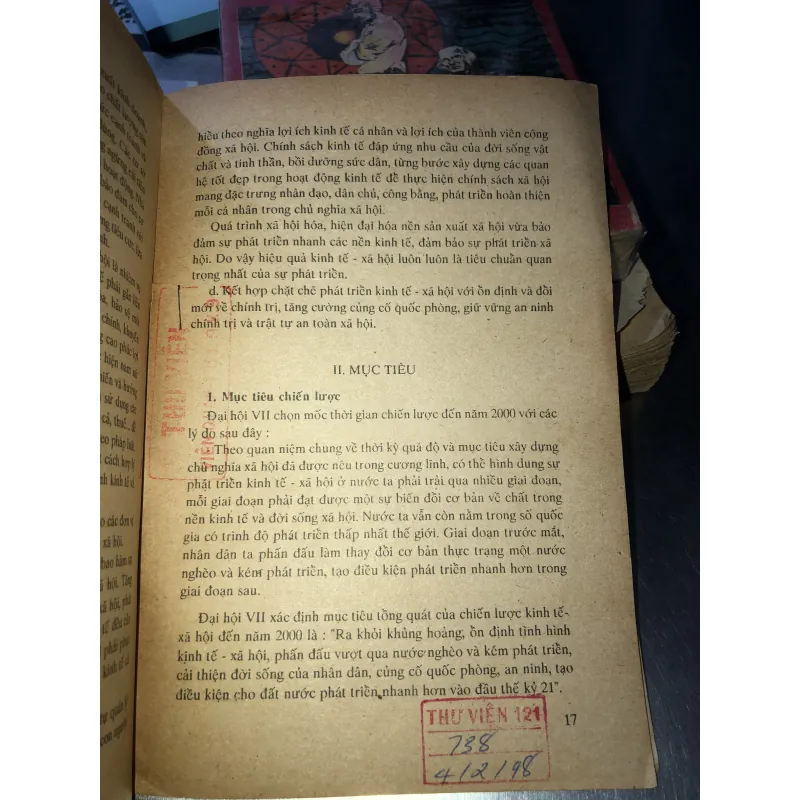 hiểu theo nghĩa lợi ích kinh tế cá nhân và lợi ích của thành viên cộng
đồng xã hội. Chính sách kinh tế đáp ứng nhu cầu của đời sống vật
chất và tinh thần, bồi dưỡng sức dân, từng bước xây dựng các quan
hệ tốt đẹp trong hoạt động kinh tế để thực hiện chính sách xã hội
mang đặc trưng nhân đạo, dân chủ, công bằng, phát triển hoàn thiện
mỗi cá nhân trong chủ nghĩa xã hội.
Quá trình xã hội hóa, hiện đại hóa nền sản xuất xã hội vừa bảo
đảm sự phát triển nhanh các nền kinh tế, đảm bảo sự phát triển xã
hội. Do vậy hiệu quả kinh tế - xã hội luôn luôn là tiêu chuẩn quan
trọng nhất của sự phát triển.
d. Kết hợp chặt chẽ phát triển kinh tế - xã hội với ổn định và đổi
mới về chính trị, tăng cường củng cố quốc phòng, giữ vững an ninh
chính trị và trật tự an toàn xã hội.
II. MỤC TIÊU
1. Mục tiêu chiến lược
Đại hội VII chọn mốc thời gian chiến lược đến năm 2000 với các
lý do sau đây :
Theo quan niệm chung về thời kỳ quá độ và mục tiêu xây dựng
chủ nghĩa xã hội đã được nêu trong cương lĩnh, có thể hình dung sự
phát triển kinh tế - xã hội ở nước ta phải trải qua nhiều giai đoạn,
mỗi giai đoạn phải đạt được một sự biến đổi cơ bản về chất trong
nền kinh tế và đời sống xã hội. Nước ta vẫn còn nằm trong số quốc
gia có trình độ phát triển thấp nhất thế giới. Giai đoạn trước mắt,
nhân dân ta phấn đấu làm thay đổi cơ bản thực trạng một nước
nghèo và kém phát triển, tạo điều kiện phát triển nhanh hơn trong
giai đoạn sau.
Đại hội VII xác định mục tiêu tổng quát của chiến lược kinh tế-
xã hội đến năm 2000 là : "Ra khỏi khủng hoảng, ổn định tình hình
kinh tế - xã hội, phấn đấu vượt qua nước nghèo và kém phát triển,
cải thiện đời sống của nhân dân, củng cố quốc phòng, an ninh, tạo
điều kiện cho đất nước phát triển nhanh hơn vào đầu thế kỷ 21".
THƯ VIỆN 121
738
4/2/98
17
THƯ VIỆN